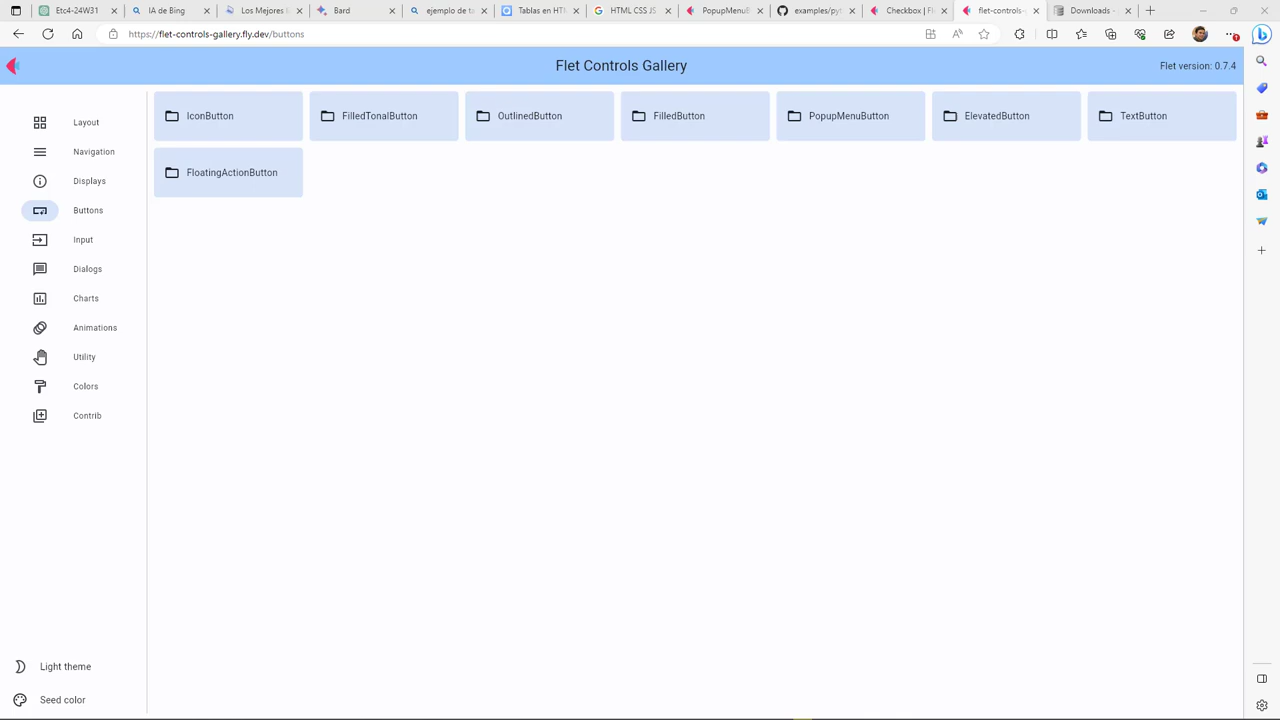 Etc4-24W31
IA de Bing
Los Mejores
Bard
ejemplo de ta
Tablas en HTM
HTML CSS JS
PopupMenuB
examples/pyt
Checkbox | Fl
flet-controls-
Downloads -
https://flet-controls-gallery.fly.dev/buttons
Flet Controls Gallery
Flet version: 0.7.4
Layout
Navigation
Displays
Buttons
Input
Dialogs
Charts
Animations
Utility
Colors
Contrib
IconButton
FilledTonalButton
OutlinedButton
FilledButton
PopupMenuButton
ElevatedButton
TextButton
FloatingActionButton
Light theme
Seed color